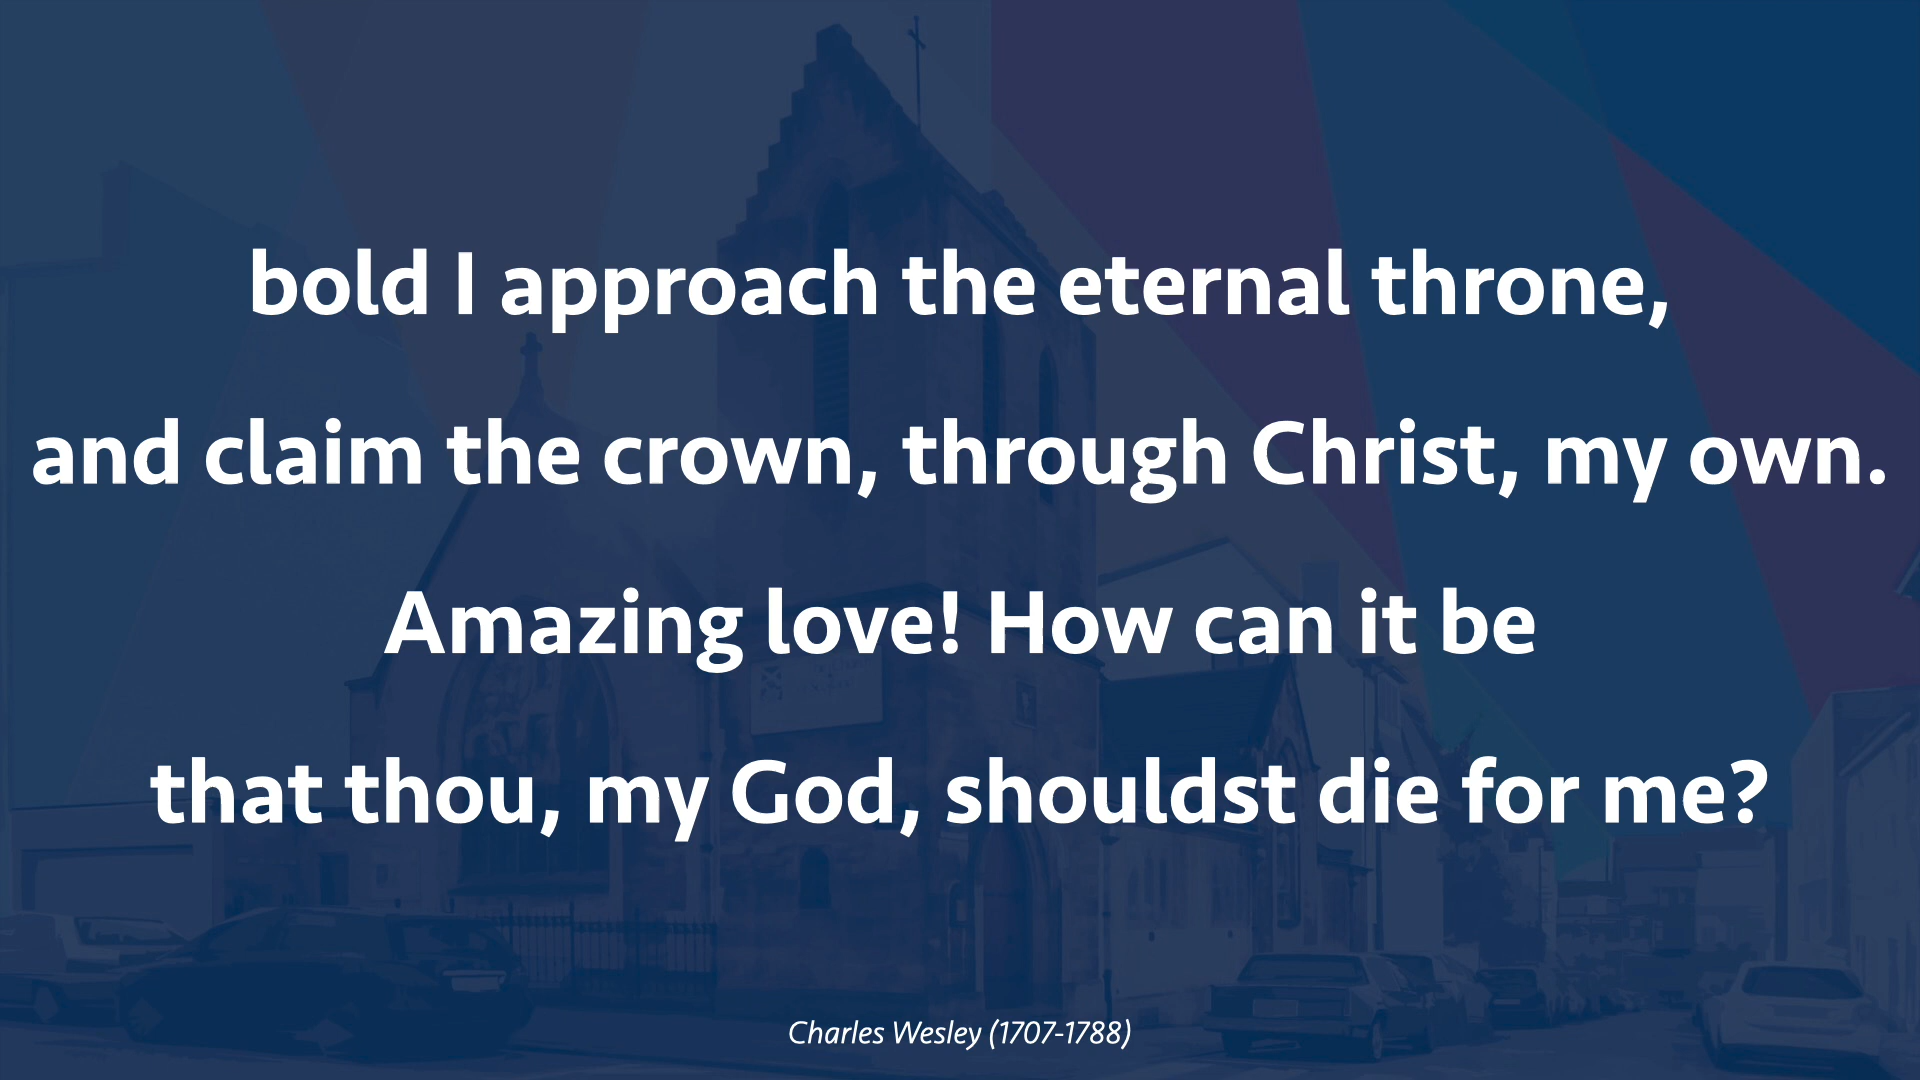 bold I approach the eternal throne,
and claim the crown, through Christ, my own.
Amazing love! How can it be
that thou, my God, shouldst die for me?
Charles Wesley (1707-1788)